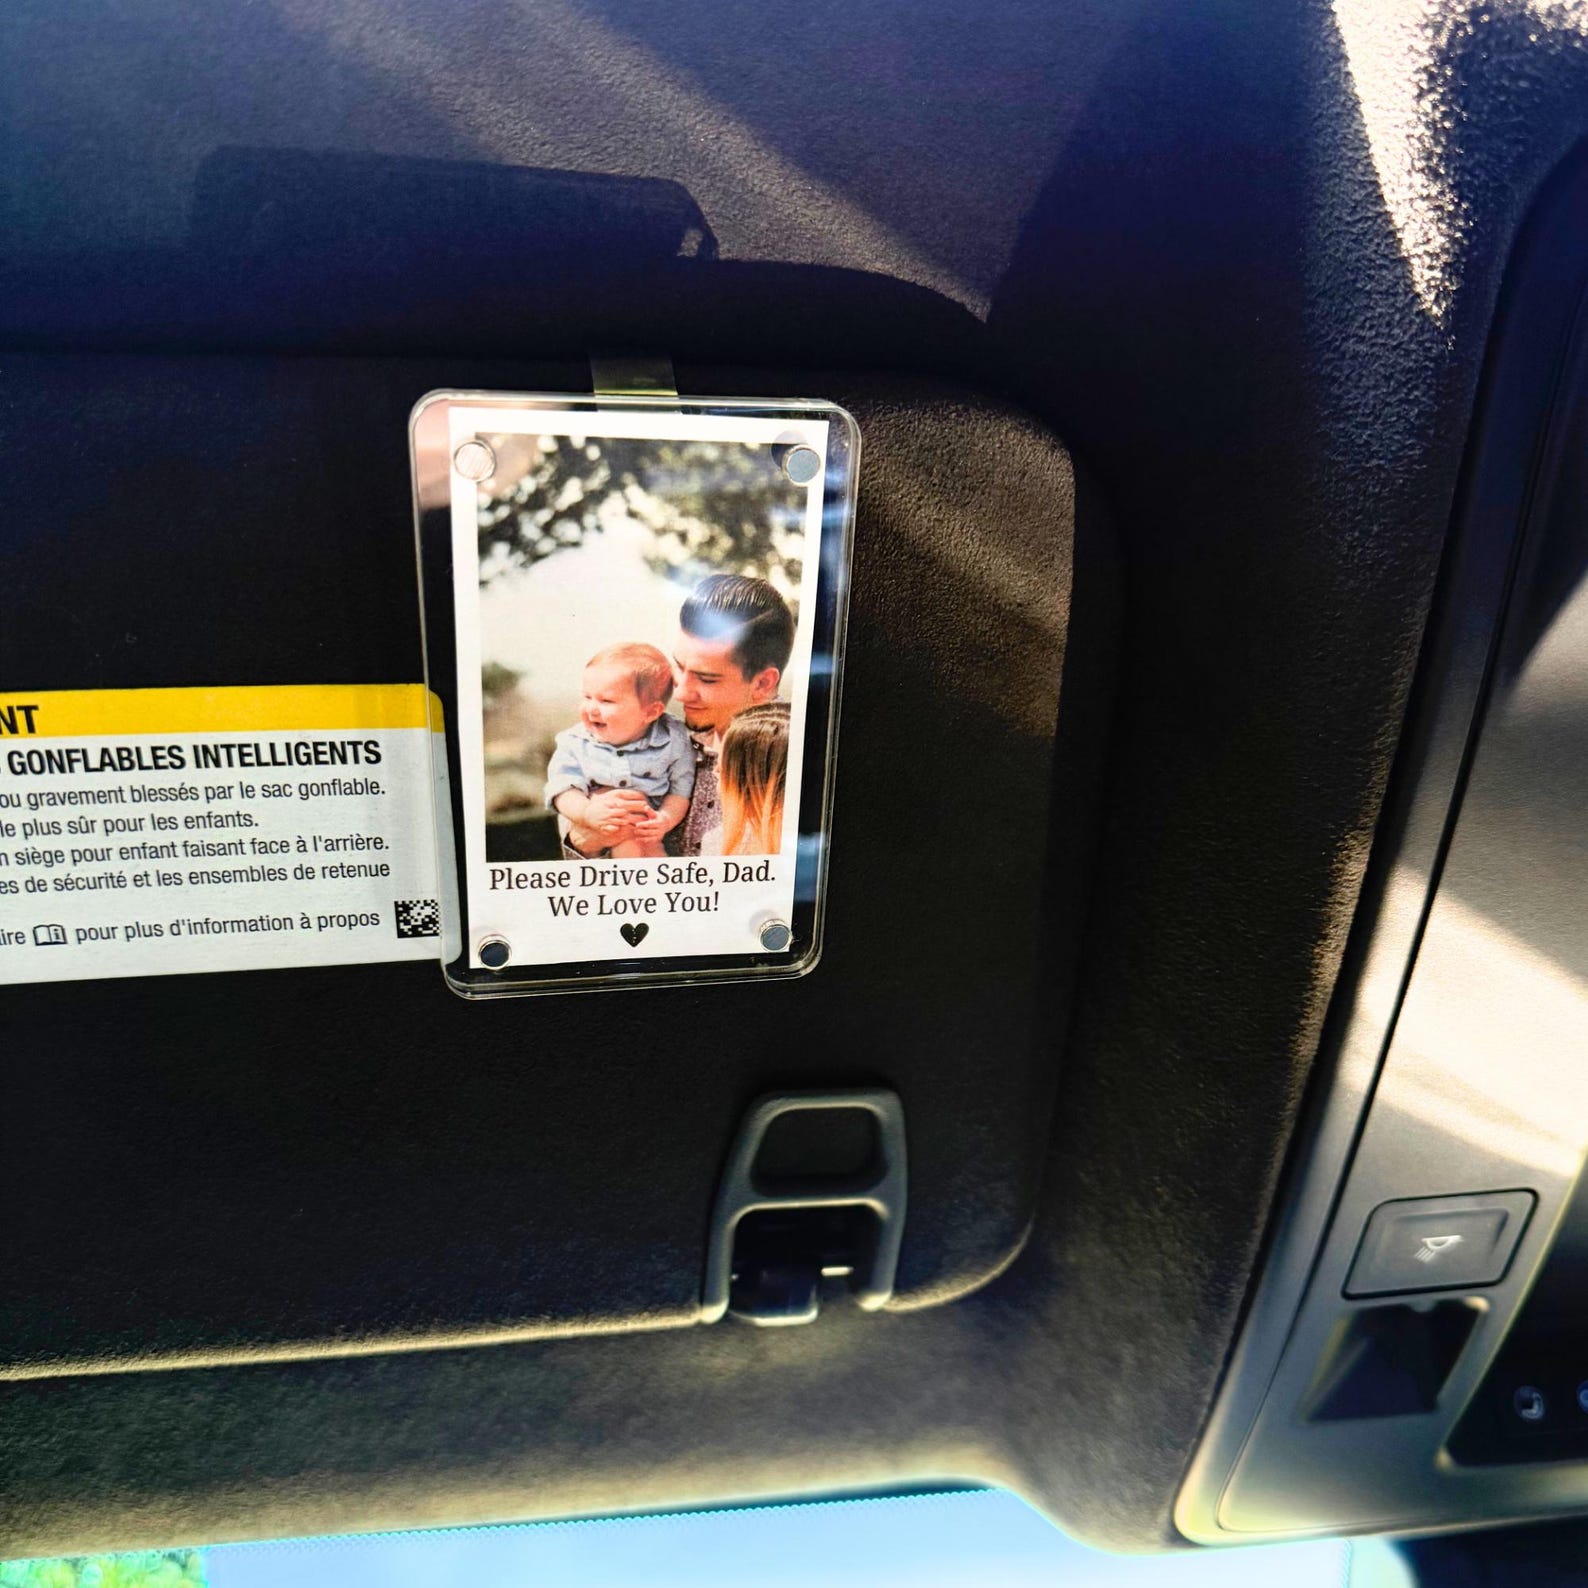 NT
GONFLABLES INTELLIGENTS
ou gravement blessés par le sac gonflable.
le plus sûr pour les enfants.
siège pour enfant faisant face à l'arrière.
es de sécurité et les ensembles de retenue
ire pour plus d'information à propos
Please Drive Safe, Dad.
We Love You!